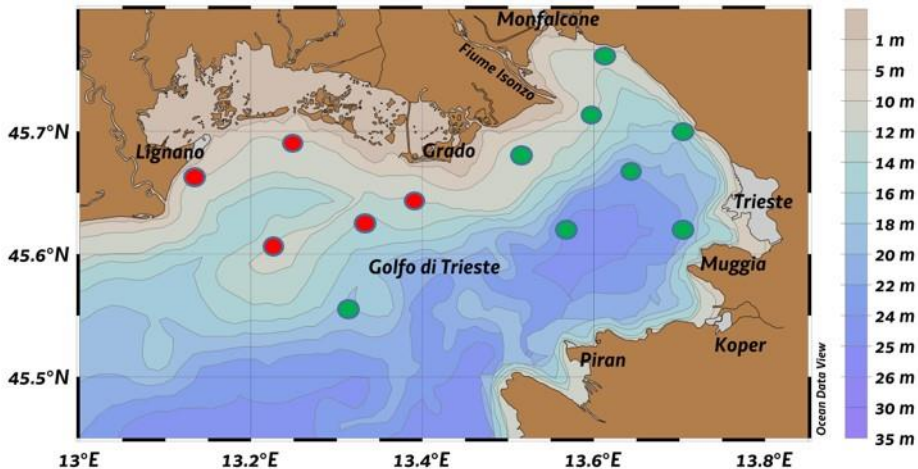 Monfalcone
Fiume Isonzo
45.7°N
Lignano
Grado
Trieste
45.6°N
Golfo di Trieste
Muggia
Koper
Piran
45.5°N
13°E
13.2°E
13.4°E
13.6°E
13.8°E
Ocean Data View
1 m
5 m
10 m
12 m
14 m
16 m
18 m
20 m
22 m
24 m
25 m
26 m
30 m
35 m